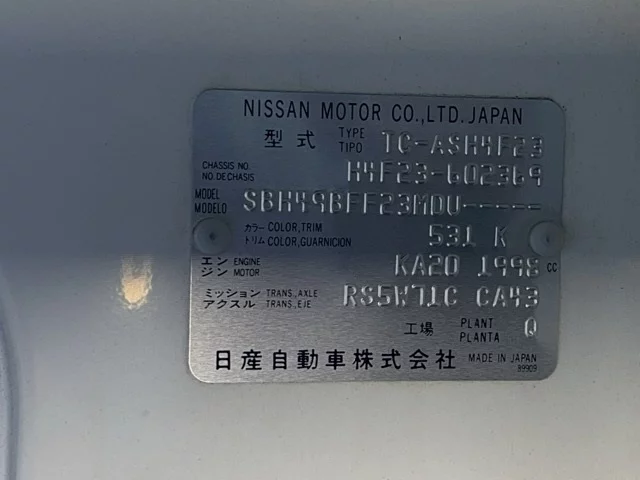 NISSAN MOTOR CO.,LTD. JAPAN
型式 TYPE TIPO TC-ASH4F23
CHASSIS NO. NO. DE CHASIS H4F23-602369
MODEL MODELO SBH49BFF23MDU-----
カラー COLOR,TRIM
トリム COLOR,GUARNICION 531 K
エン ENGINE
ジン MOTOR KA20 1998 CC
ミッション TRANS,AXLE
アクスル TRANS,EJE RS5W71C CA43
工場 PLANT PLANTA Q
日産自動車株式会社 MADE IN JAPAN
89909